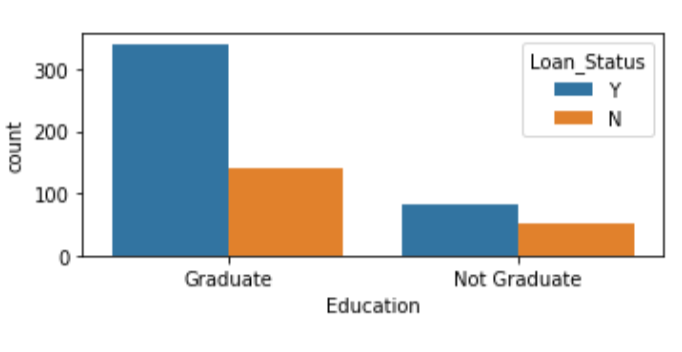 Loan_Status
Y
N
300
200
100
0
count
Graduate
Not Graduate
Education